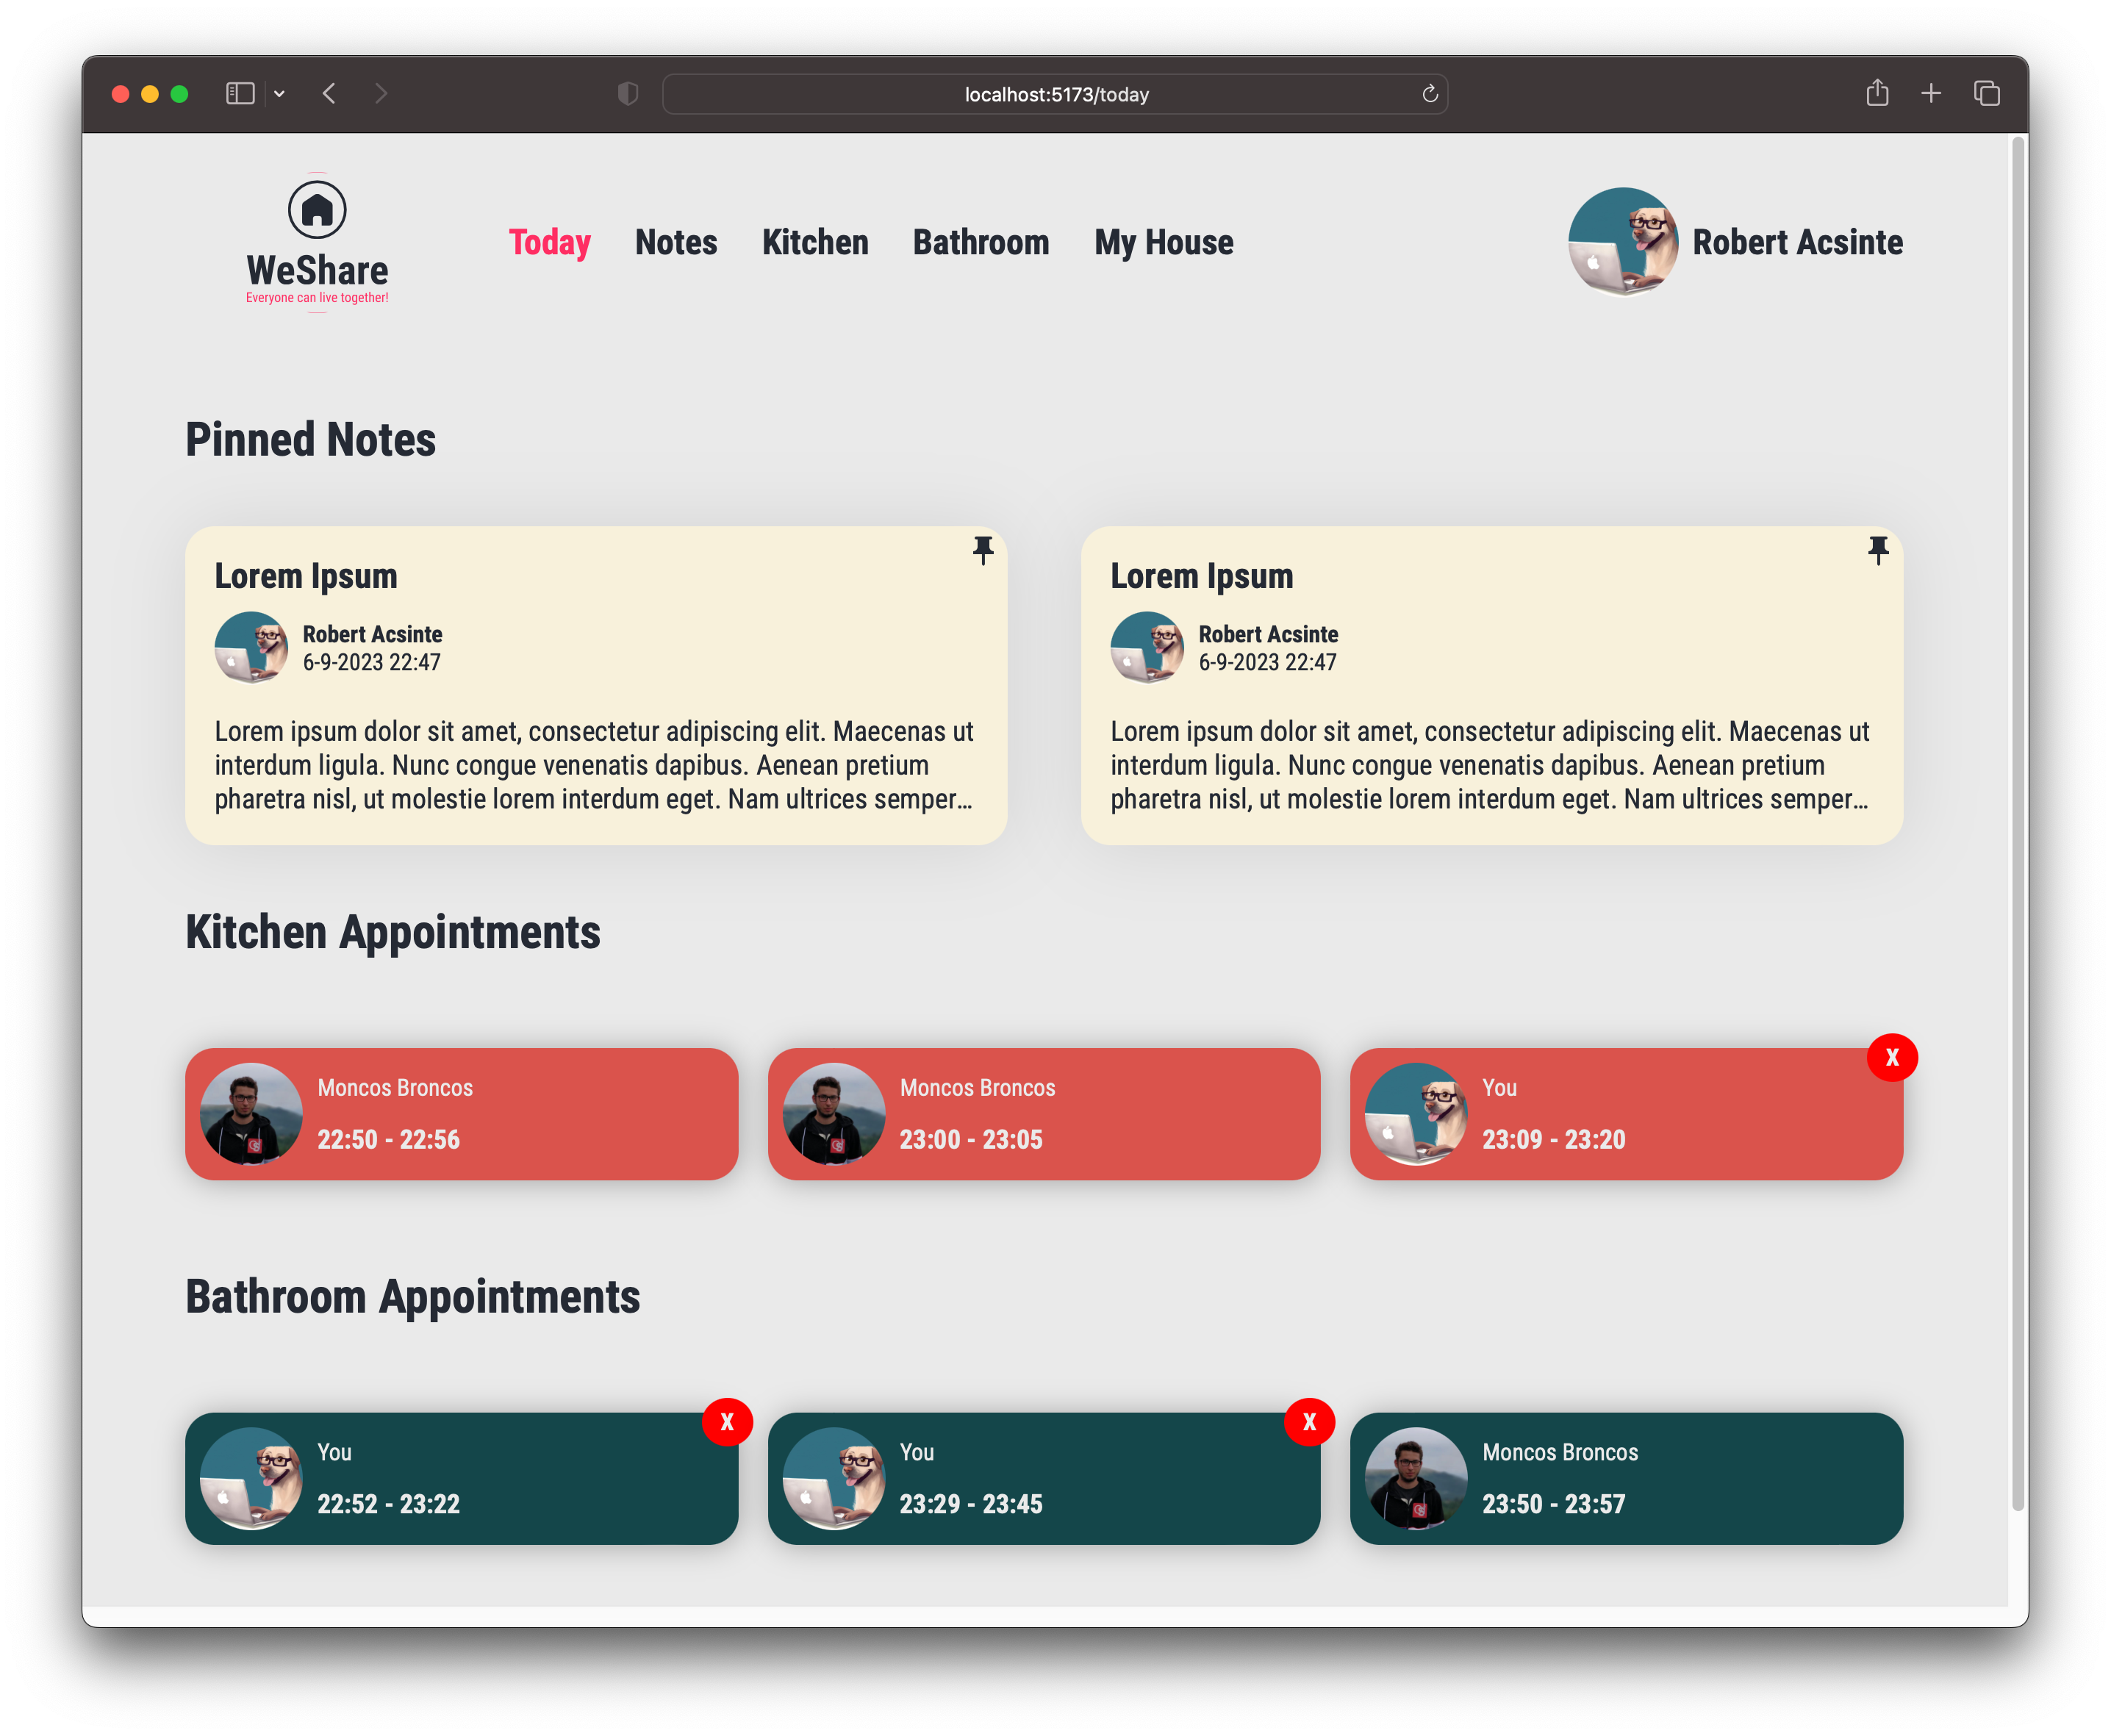 localhost:5173/today
WeShare
Everyone can live together!
Today
Notes
Kitchen
Bathroom
My House
Robert Acsinte
Pinned Notes
Lorem Ipsum
Robert Acsinte
6-9-2023 22:47
Lorem ipsum dolor sit amet, consectetur adipiscing elit. Maecenas ut
interdum ligula. Nunc congue venenatis dapibus. Aenean pretium
pharetra nisl, ut molestie lorem interdum eget. Nam ultrices semper…
Lorem Ipsum
Robert Acsinte
6-9-2023 22:47
Lorem ipsum dolor sit amet, consectetur adipiscing elit. Maecenas ut
interdum ligula. Nunc congue venenatis dapibus. Aenean pretium
pharetra nisl, ut molestie lorem interdum eget. Nam ultrices semper…
Kitchen Appointments
Moncos Broncos
22:50 - 22:56
Moncos Broncos
23:00 - 23:05
X
You
23:09 - 23:20
Bathroom Appointments
X
You
22:52 - 23:22
X
You
23:29 - 23:45
Moncos Broncos
23:50 - 23:57